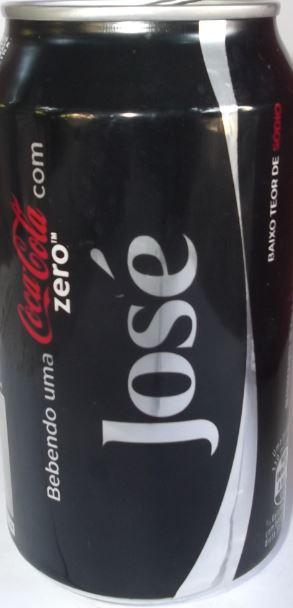 Bebendo uma Coca-Cola zero™ com
José
BAIXO TEOR DE SÓDIO